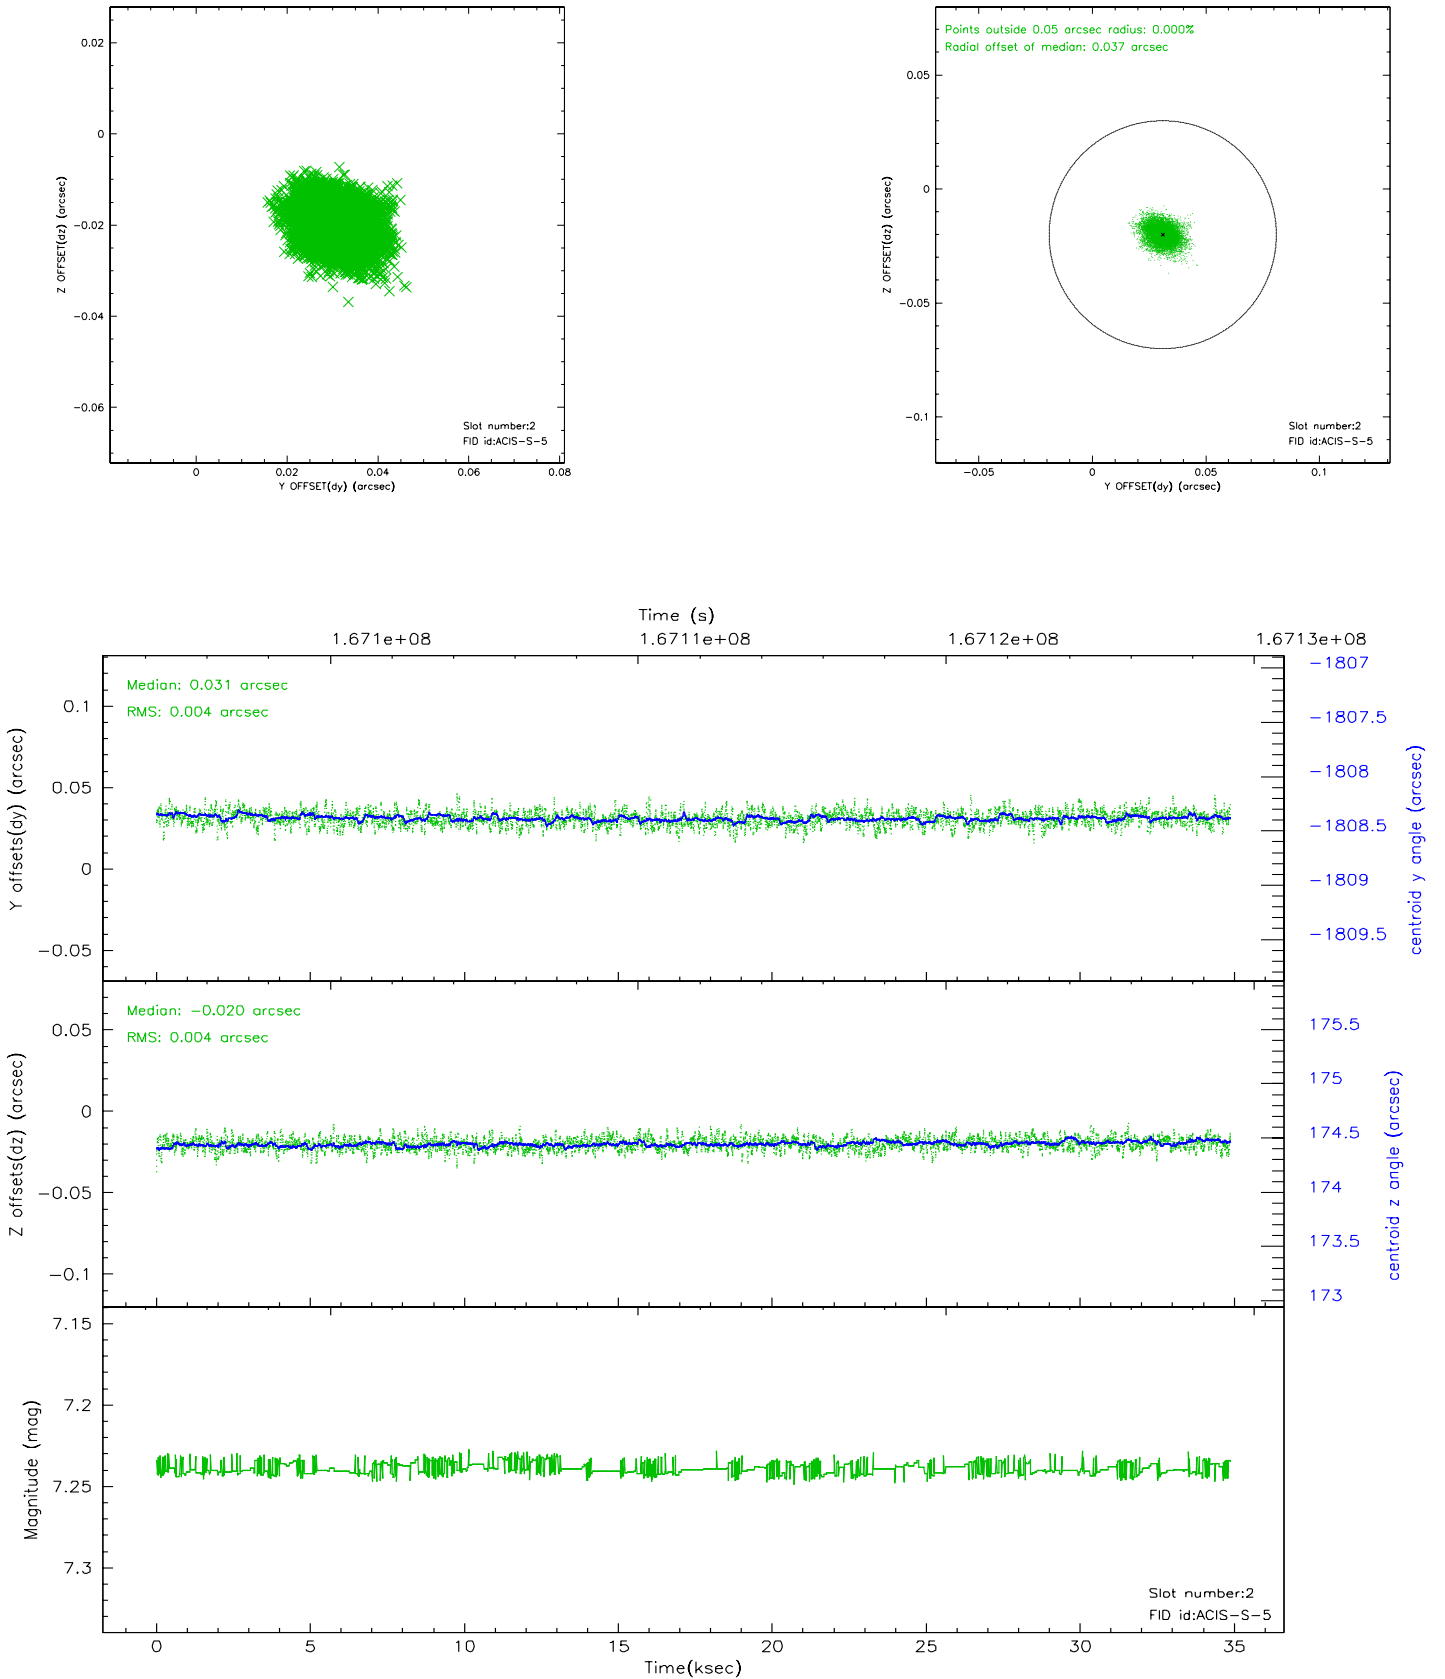 0.02
0
-0.02
-0.04
-0.06
Z OFFSET(dz) (arcsec)
Slot number:2
FID id:ACIS-S-5
0 0.02 0.04 0.06 0.08
Y OFFSET(dy) (arcsec)
Points outside 0.05 arcsec radius: 0.000%
Radial offset of median: 0.037 arcsec
0.05
0
-0.05
-0.1
Z OFFSET(dz) (arcsec)
Slot number:2
FID id:ACIS-S-5
-0.05 0 0.05 0.1
Y OFFSET(dy) (arcsec)
Time (s)
1.671e+08 1.6711e+08 1.6712e+08 1.6713e+08
Median: 0.031 arcsec
RMS: 0.004 arcsec
0.1
0.05
0
-0.05
Y offsets(dy) (arcsec)
-1807
-1807.5
-1808
-1808.5
-1809
-1809.5
centroid y angle (arcsec)
Median: -0.020 arcsec
RMS: 0.004 arcsec
0.05
0
-0.05
-0.1
Z offsets(dz) (arcsec)
175.5
175
174.5
174
173.5
173
centroid z angle (arcsec)
7.15
7.2
7.25
7.3
Magnitude (mag)
Slot number:2
FID id:ACIS-S-5
0 5 10 15 20 25 30 35
Time(ksec)